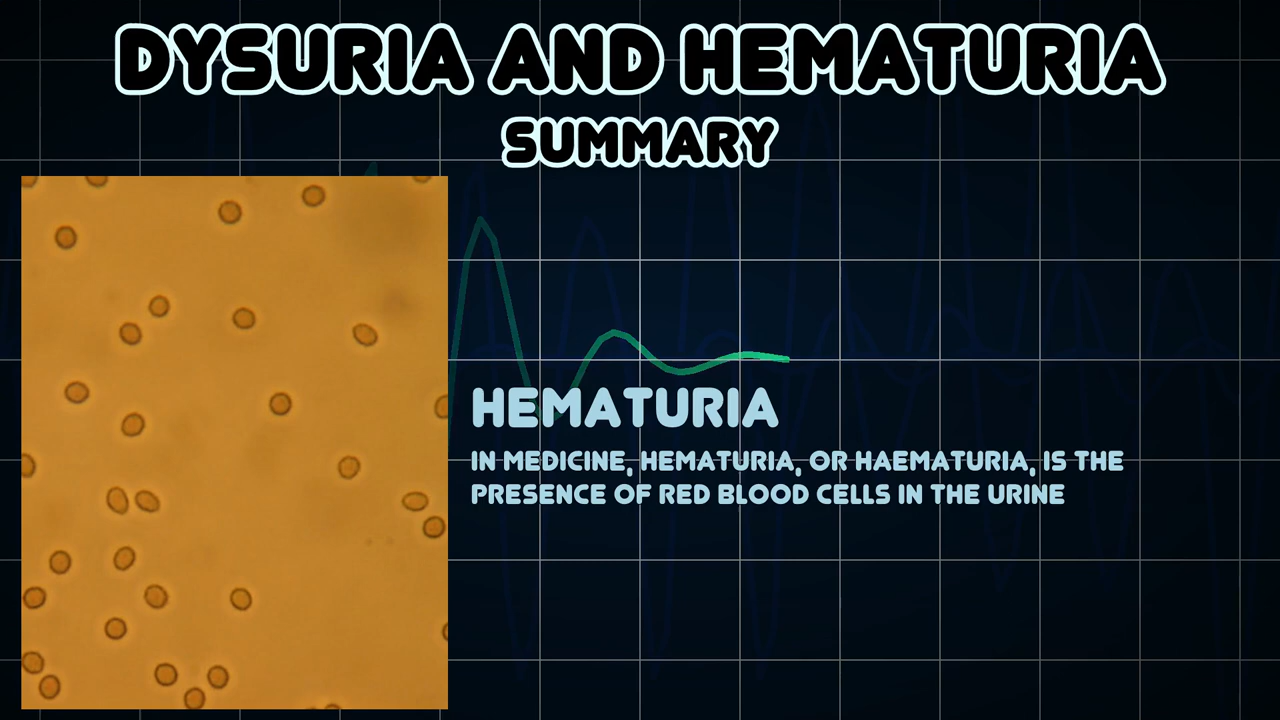 DYSURIA AND HEMATURIA
SUMMARY
HEMATURIA
IN MEDICINE, HEMATURIA, OR HAEMATURIA, IS THE
PRESENCE OF RED BLOOD CELLS IN THE URINE